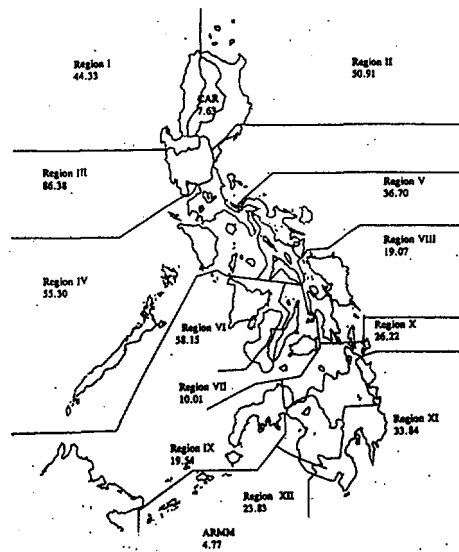 Region I
44.33
Region II
50.91
CAR
7.63
Region III
86.38
Region V
36.70
Region VIII
19.07
Region IV
55.30
Region X
26.22
Region VI
58.15
Region VII
10.01
Region XI
33.84
Region IX
19.54
Region XII
23.83
ARMM
4.77